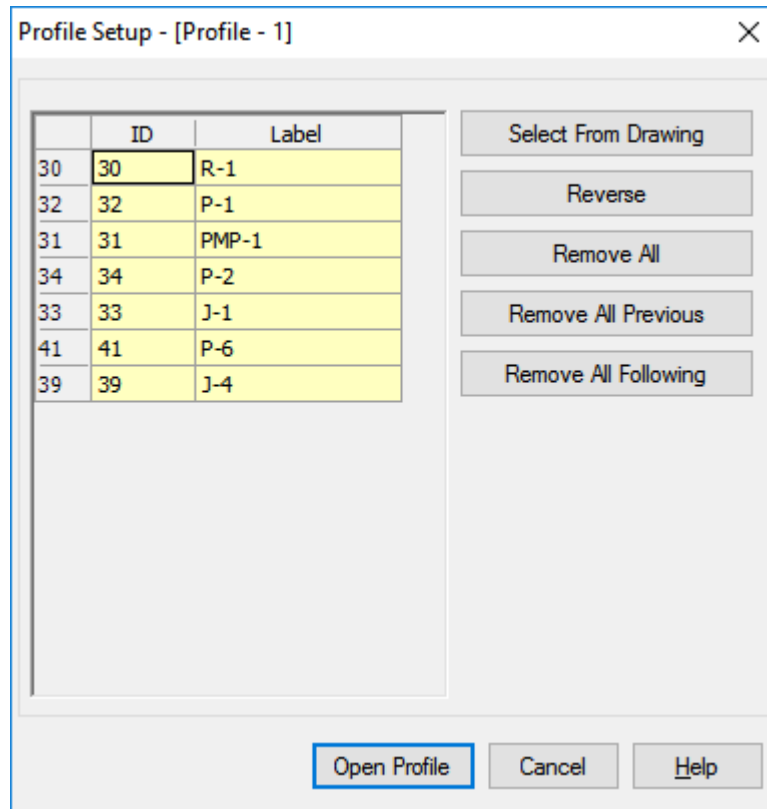 Profile Setup - [Profile - 1]
ID Label
30 30 R-1
32 32 P-1
31 31 PMP-1
34 34 P-2
33 33 J-1
41 41 P-6
39 39 J-4
Select From Drawing
Reverse
Remove All
Remove All Previous
Remove All Following
Open Profile Cancel Help